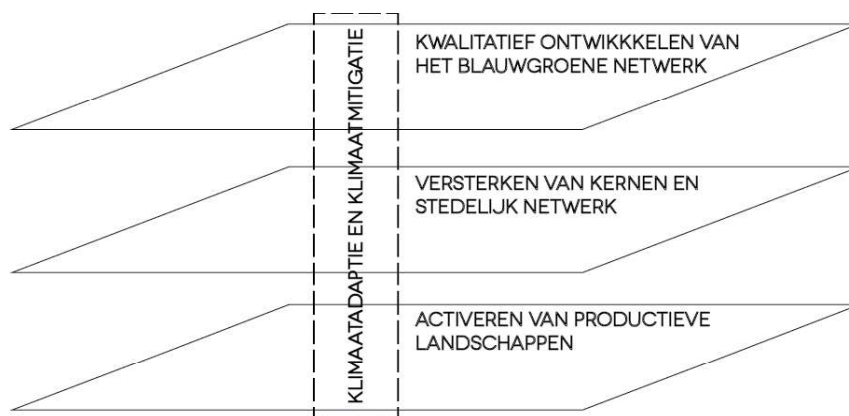 KWALITATIEF ONTWIKKKELEN VAN
HET BLAUWGROENE NETWERK
VERSTERKEN VAN KERNEN EN
STEDELIJK NETWERK
ACTIVEREN VAN PRODUCTIEVE
LANDSCHAPPEN
KLIMAATADAPTIE EN KLIMAATMITIGATIE